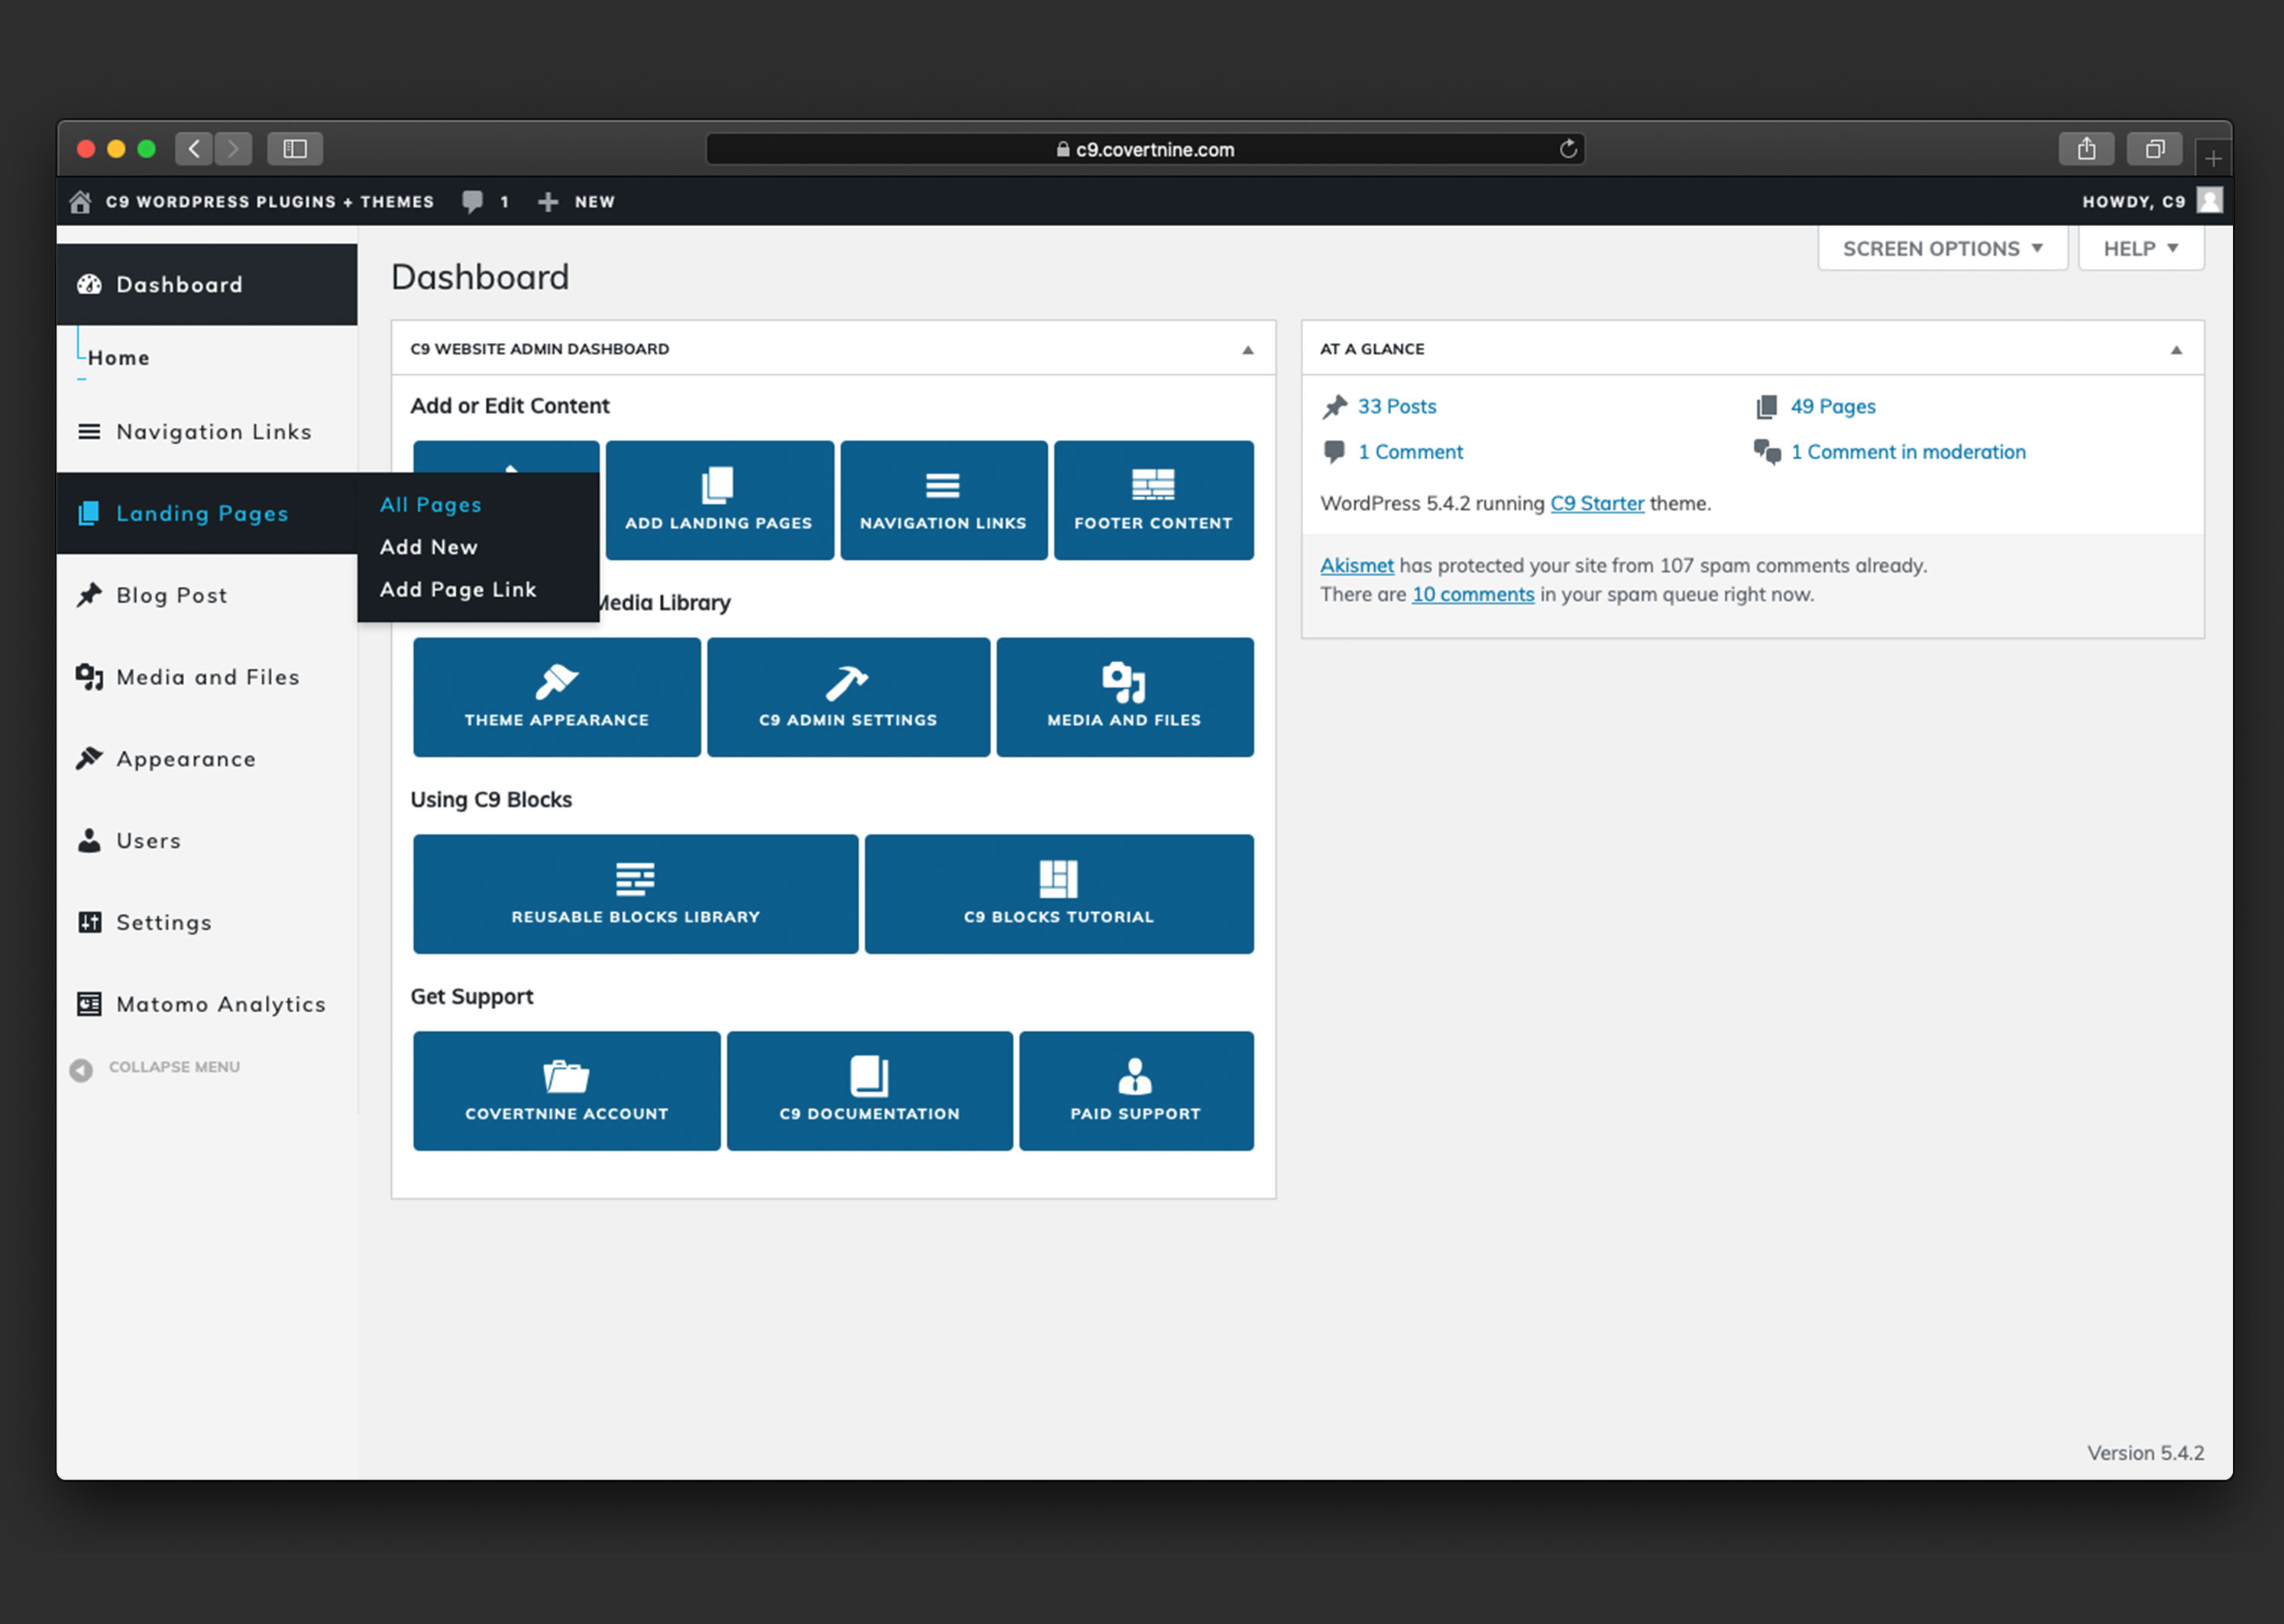 c9.covertnine.com
C9 WORDPRESS PLUGINS + THEMES 1 NEW
HOWDY, C9
SCREEN OPTIONS
HELP
Dashboard
Home
Navigation Links
Landing Pages
All Pages
Add New
Add Page Link
Blog Post
Media and Files
Appearance
Users
Settings
Matomo Analytics
COLLAPSE MENU
Dashboard
C9 WEBSITE ADMIN DASHBOARD
Add or Edit Content
ADD LANDING PAGES
NAVIGATION LINKS
FOOTER CONTENT
Media Library
THEME APPEARANCE
C9 ADMIN SETTINGS
MEDIA AND FILES
Using C9 Blocks
REUSABLE BLOCKS LIBRARY
C9 BLOCKS TUTORIAL
Get Support
COVERTNINE ACCOUNT
C9 DOCUMENTATION
PAID SUPPORT
AT A GLANCE
33 Posts
49 Pages
1 Comment
1 Comment in moderation
WordPress 5.4.2 running C9 Starter theme.
Akismet has protected your site from 107 spam comments already.
There are 10 comments in your spam queue right now.
Version 5.4.2